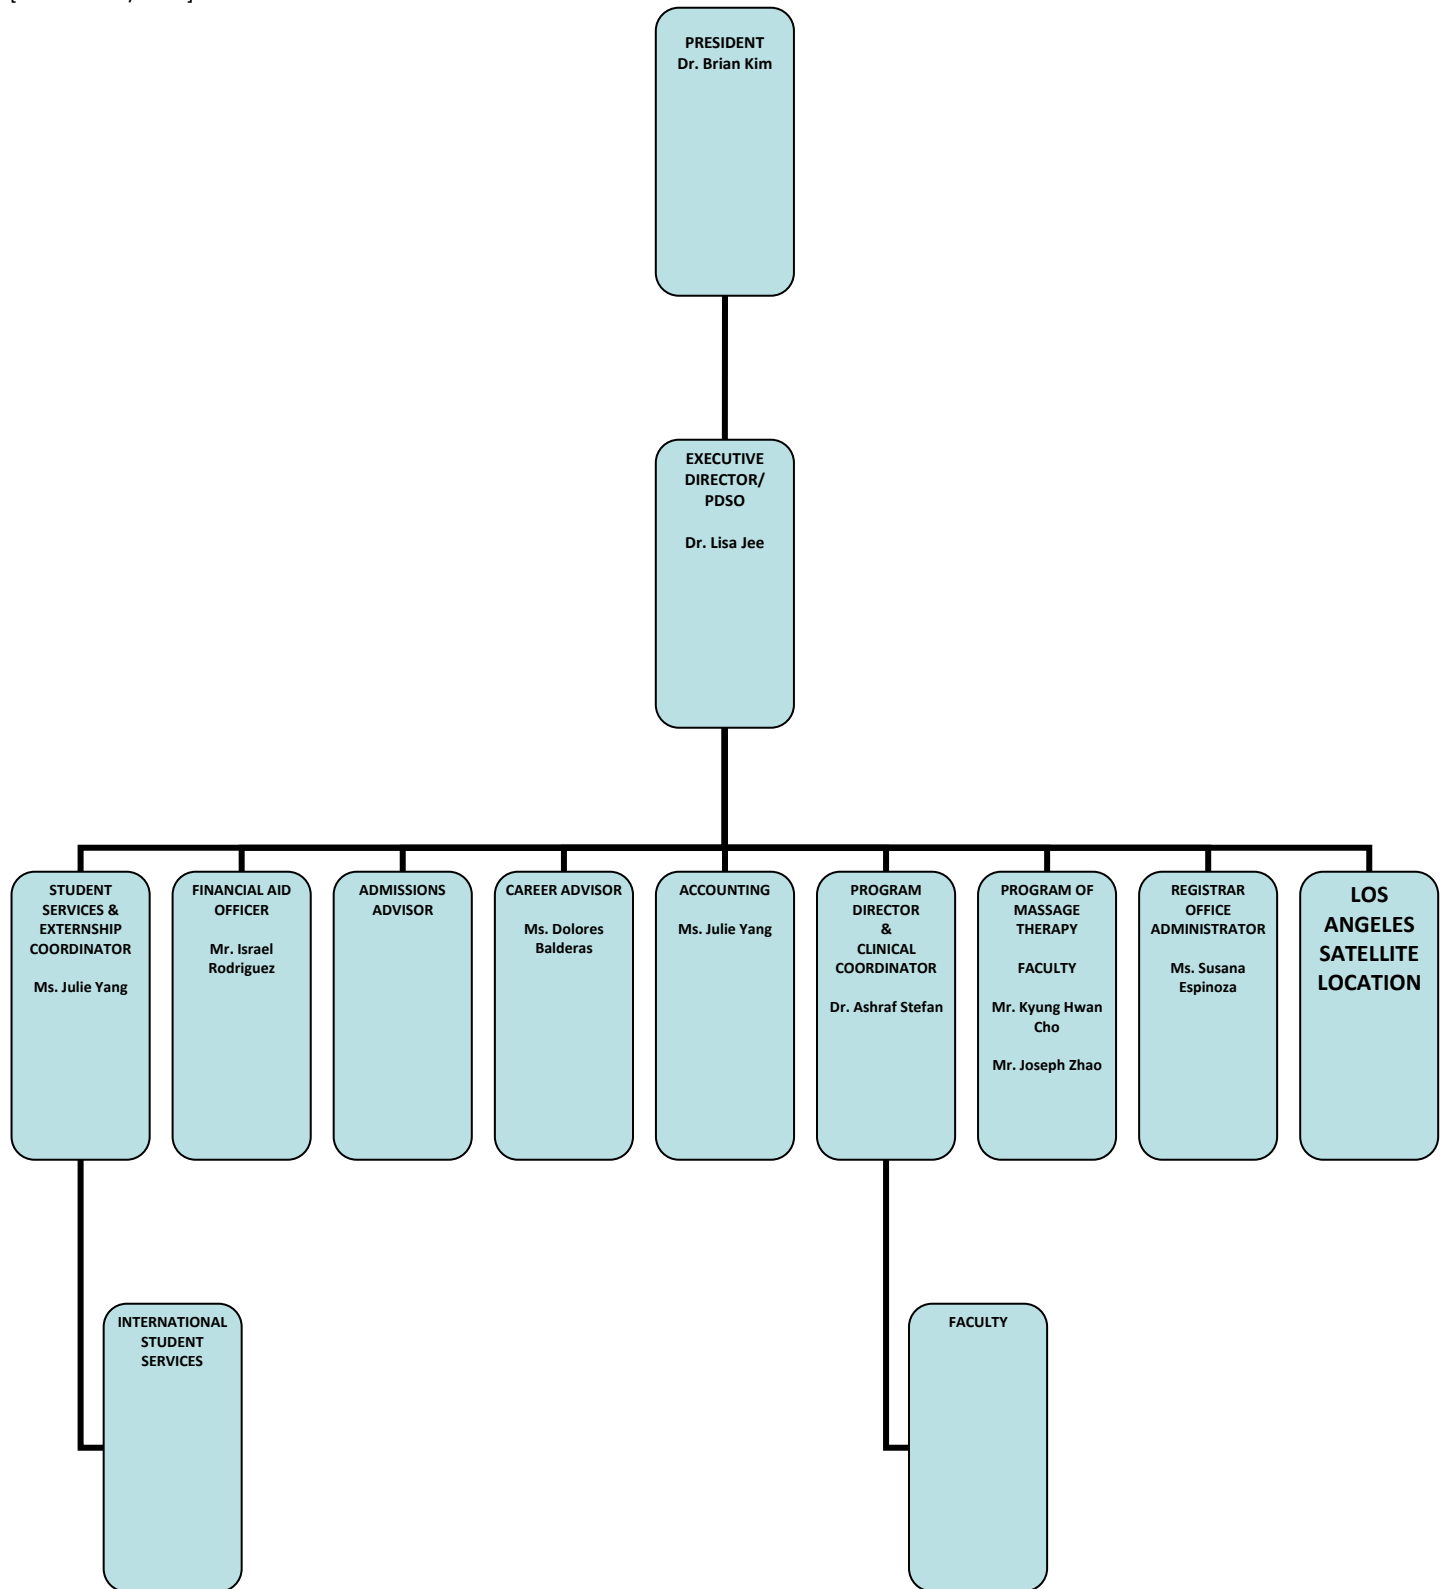 PRESIDENT
Dr. Brian Kim
EXECUTIVE
DIRECTOR/
PDSO
Dr. Lisa Jee
STUDENT
SERVICES &
EXTERNSHIP
COORDINATOR
Ms. Julie Yang
FINANCIAL AID
OFFICER
Mr. Israel
Rodriguez
ADMISSIONS
ADVISOR
CAREER ADVISOR
Ms. Dolores
Balderas
ACCOUNTING
Ms. Julie Yang
PROGRAM
DIRECTOR
&
CLINICAL
COORDINATOR
Dr. Ashraf Stefan
PROGRAM OF
MASSAGE
THERAPY
FACULTY
Mr. Kyung Hwan
Cho
Mr. Joseph Zhao
REGISTRAR
OFFICE
ADMINISTRATOR
Ms. Susana
Espinoza
LOS
ANGELES
SATELLITE
LOCATION
INTERNATIONAL
STUDENT
SERVICES
FACULTY